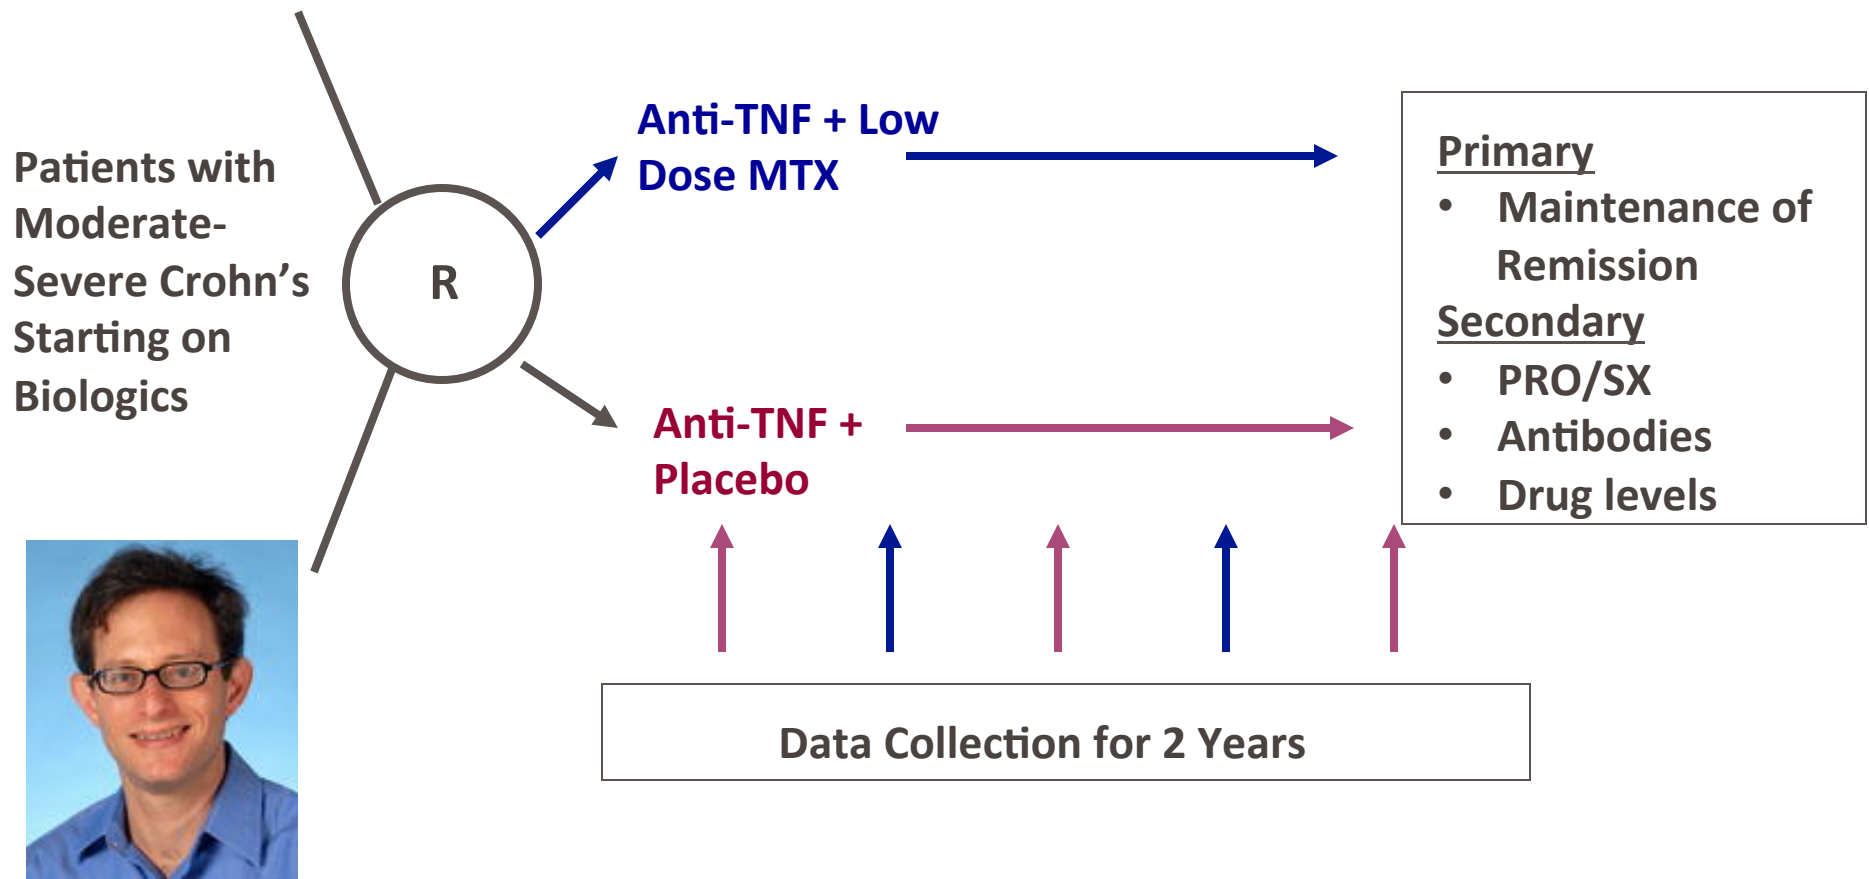 Patients with
Moderate-
Severe Crohn’s
Starting on
Biologics
R
Anti-TNF + Low
Dose MTX
Anti-TNF +
Placebo
Primary
• Maintenance of
Remission
Secondary
• PRO/SX
• Antibodies
• Drug levels
Data Collection for 2 Years